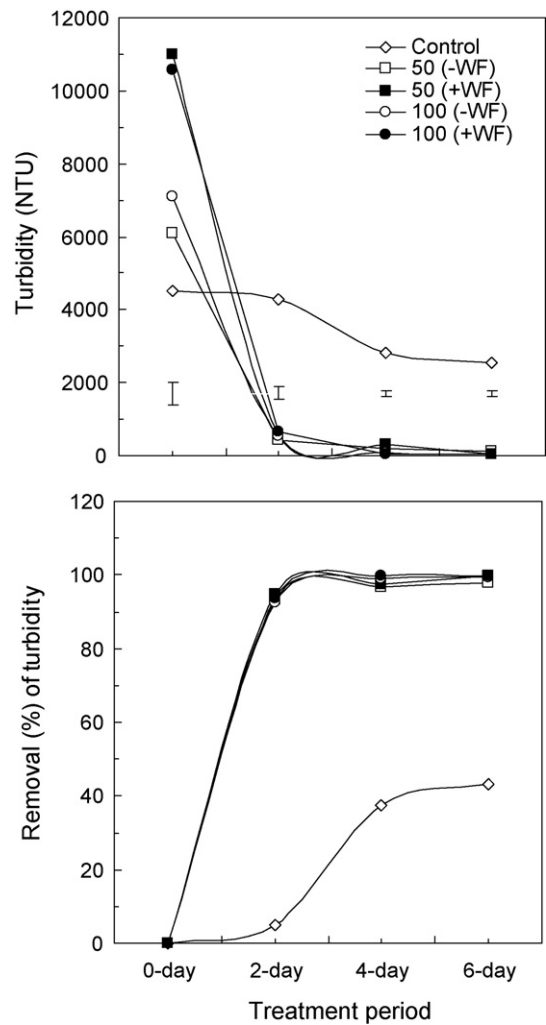 12000
10000
8000
6000
4000
2000
0
Turbidity (NTU)
Control
50 (-WF)
50 (+WF)
100 (-WF)
100 (+WF)
120
100
80
60
40
20
0
Removal (%) of turbidity
0-day 2-day 4-day 6-day
Treatment period